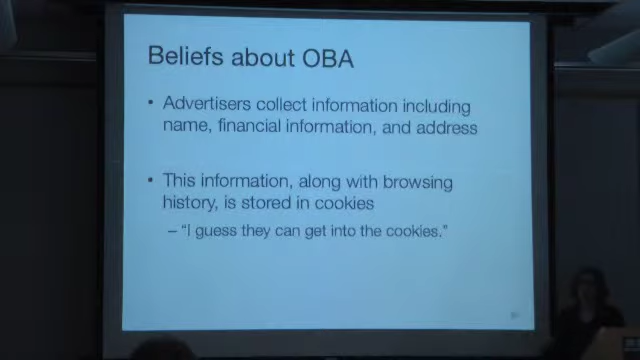 Beliefs about OBA
• Advertisers collect information including
name, financial information, and address
• This information, along with browsing
history, is stored in cookies
– "I guess they can get into the cookies."